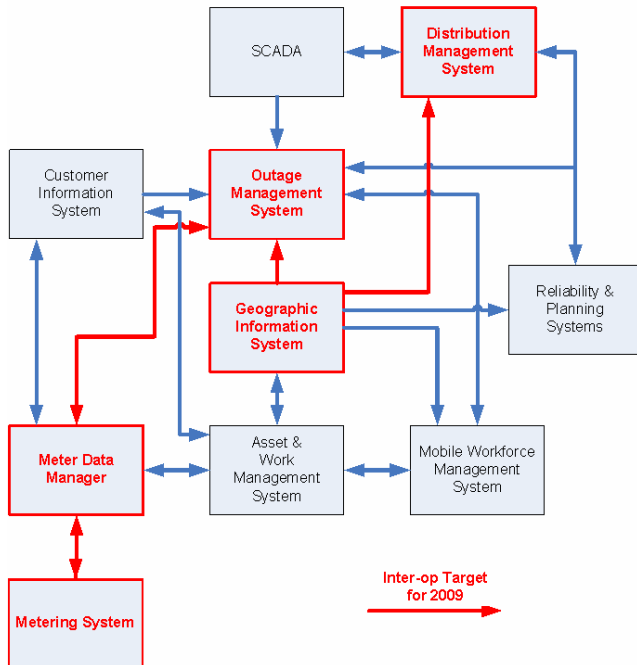 SCADA
Distribution
Management
System
Customer
Information
System
Outage
Management
System
Geographic
Information
System
Reliability &
Planning
Systems
Meter Data
Manager
Asset &
Work
Management
System
Mobile Workforce
Management
System
Metering System
Inter-op Target
for 2009